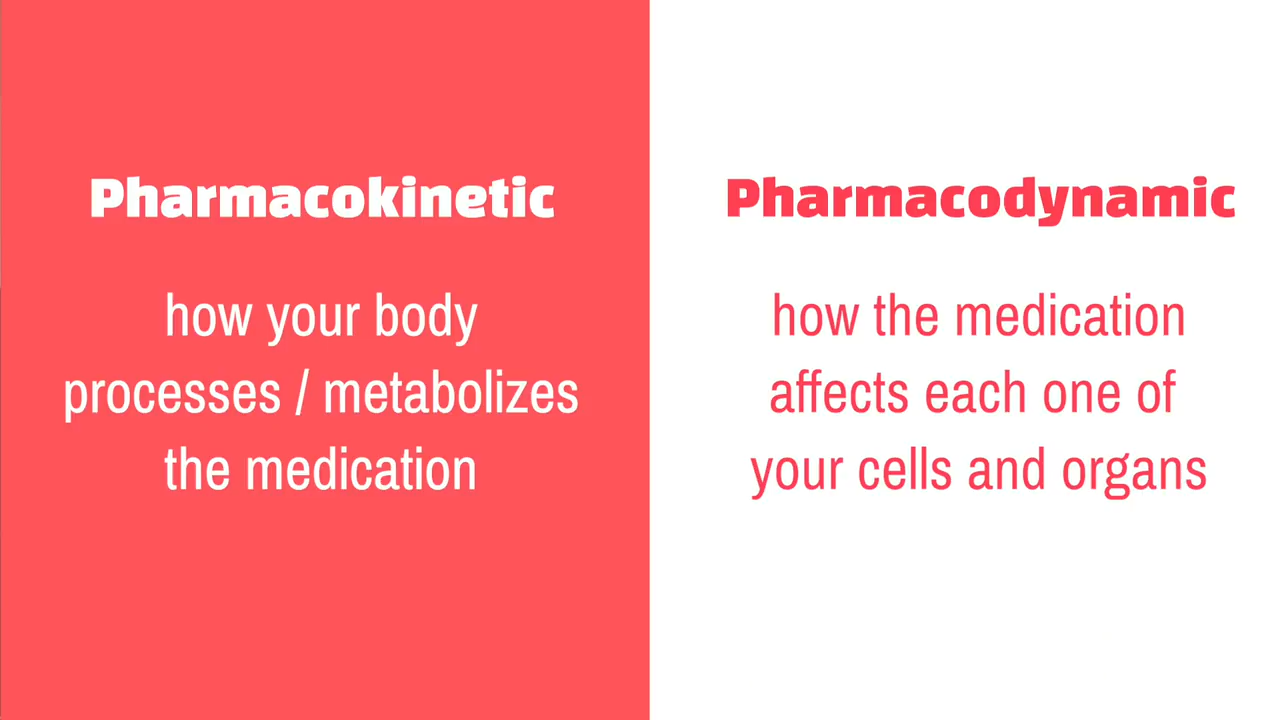 Pharmacokinetic
how your body
processes / metabolizes
the medication
Pharmacodynamic
how the medication
affects each one of
your cells and organs